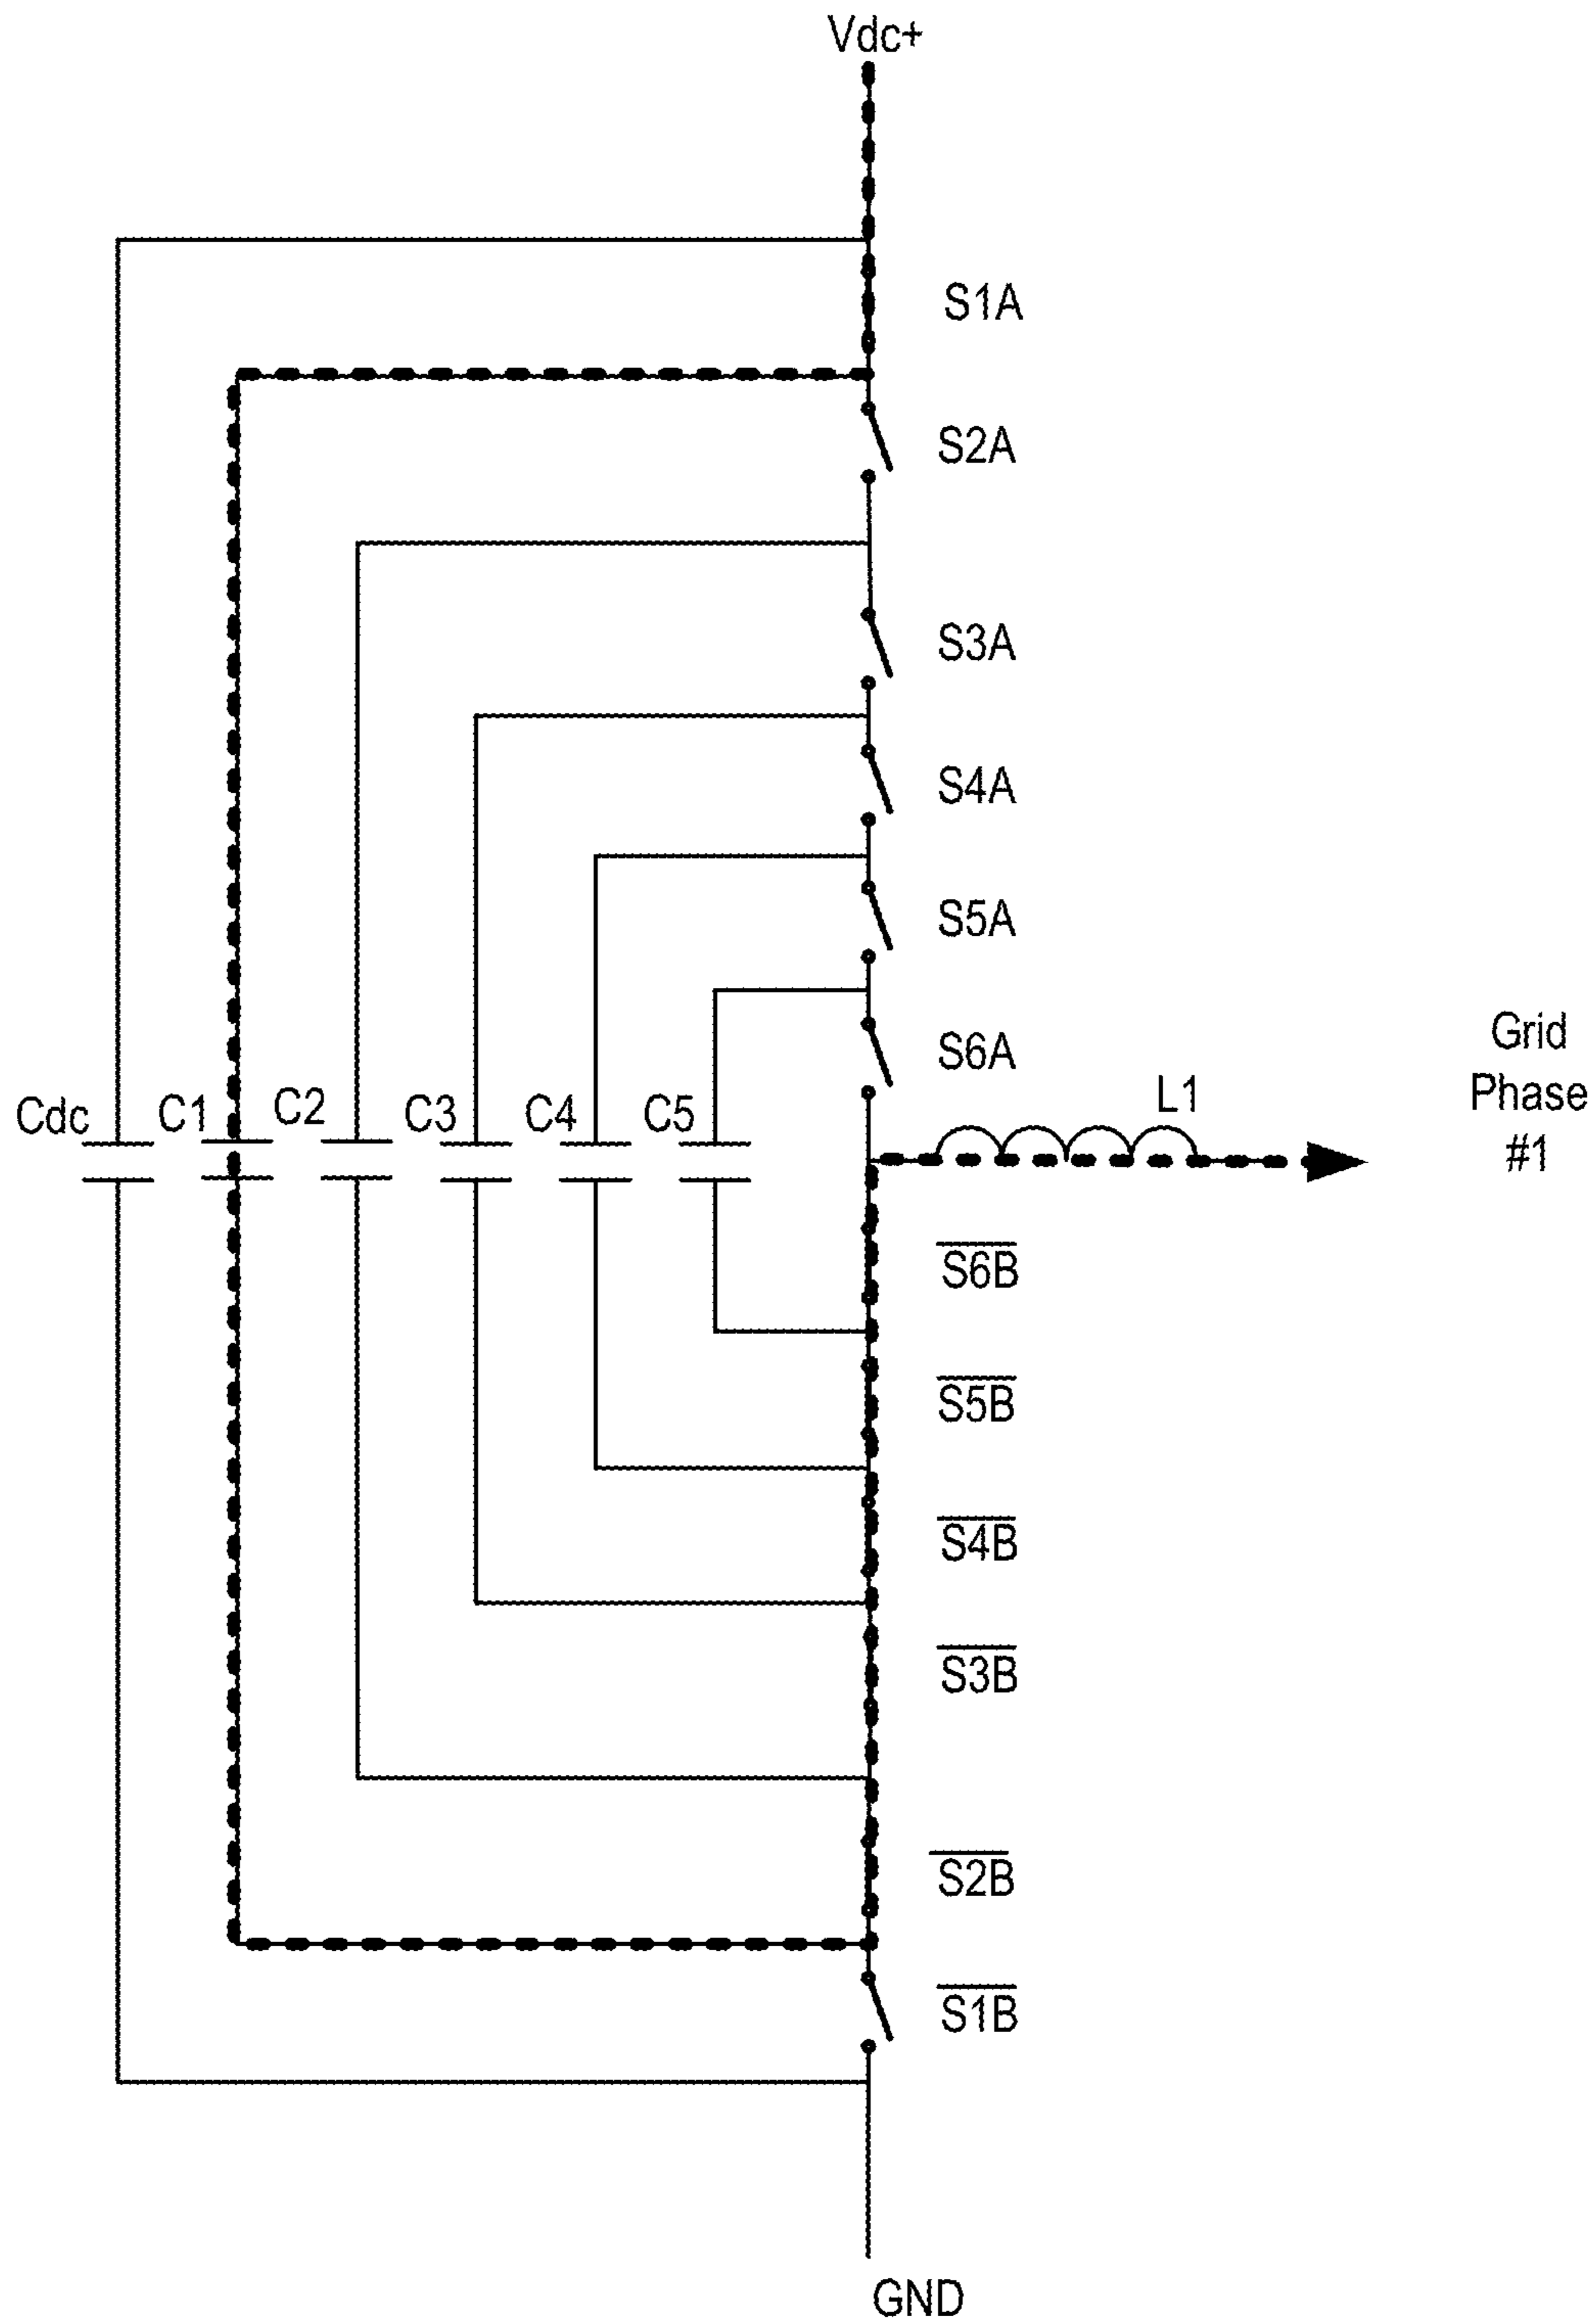 Vdc+
S1A
S2A
S3A
S4A
S5A
S6A
Cdc
C1
C2
C3
C4
C5
L1
Grid
Phase
#1
S6B
S5B
S4B
S3B
S2B
S1B
GND